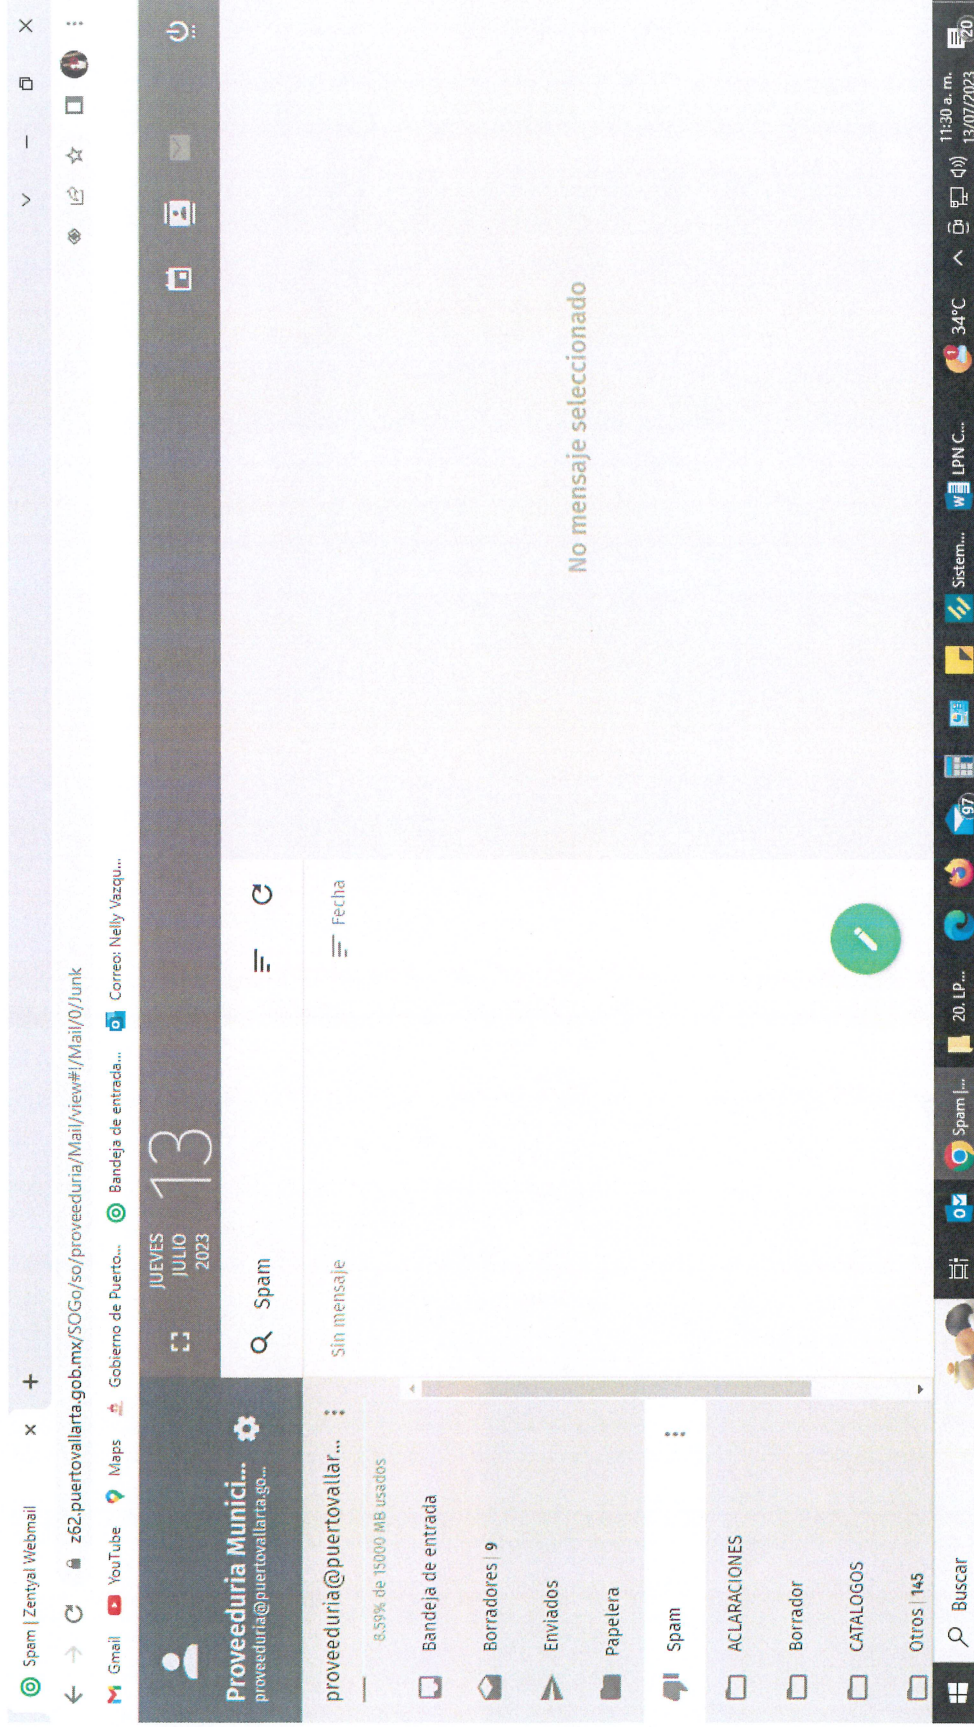 Spam | Zentyal Webmail
z62.puertovallarta.gob.mx/SOGo/so/proveeduria/Mail/view#!/Mail/0/Junk
Gmail YouTube Maps Gobierno de Puerto... Bandeja de entrada... Correo: Nelly Vazqu...
JUEVES
JULIO
2023
13
Proveeduria Munici...
proveeduria@puertovallarta.go...
Spam
proveeduria@puertovallar...
8.59% de 15000 MB usados
Sin mensaje
Fecha
Bandeja de entrada
Borradores | 9
Enviados
Papelera
Spam
ACLARACIONES
Borrador
CATALOGOS
Otros | 145
No mensaje seleccionado
Buscar
Spam |...
20. LP...
97
Sistem...
LPN C...
1
34°C
11:30 a. m.
13/07/2023
20